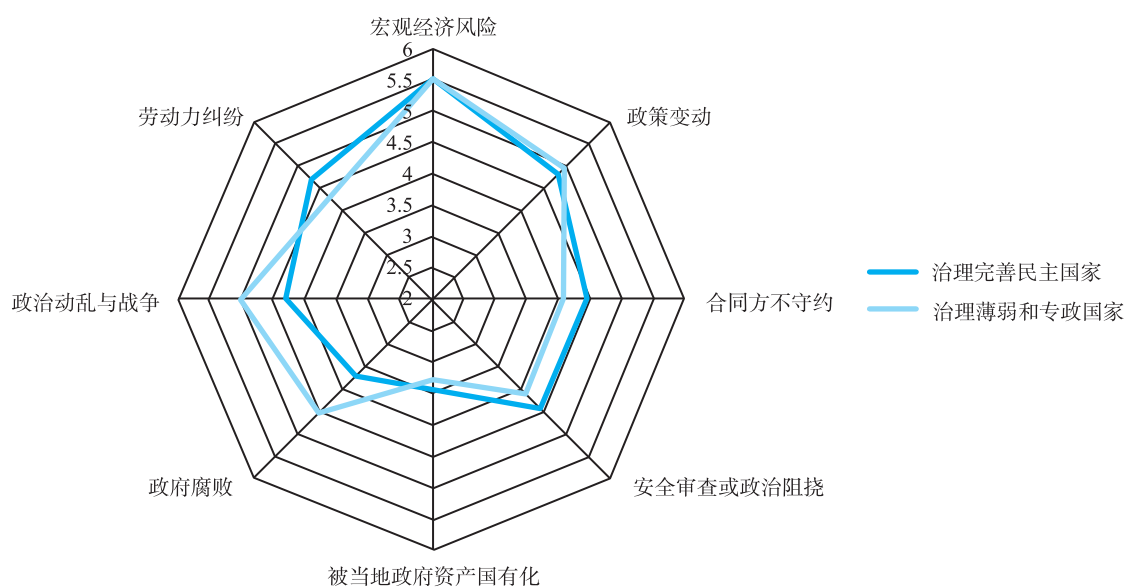 宏观经济风险
6
5.5
5
4.5
4
3.5
3
2.5
2
劳动力纠纷
政策变动
政治动乱与战争
合同方不守约
政府腐败
安全审查或政治阻挠
被当地政府资产国有化
治理完善民主国家
治理薄弱和专政国家